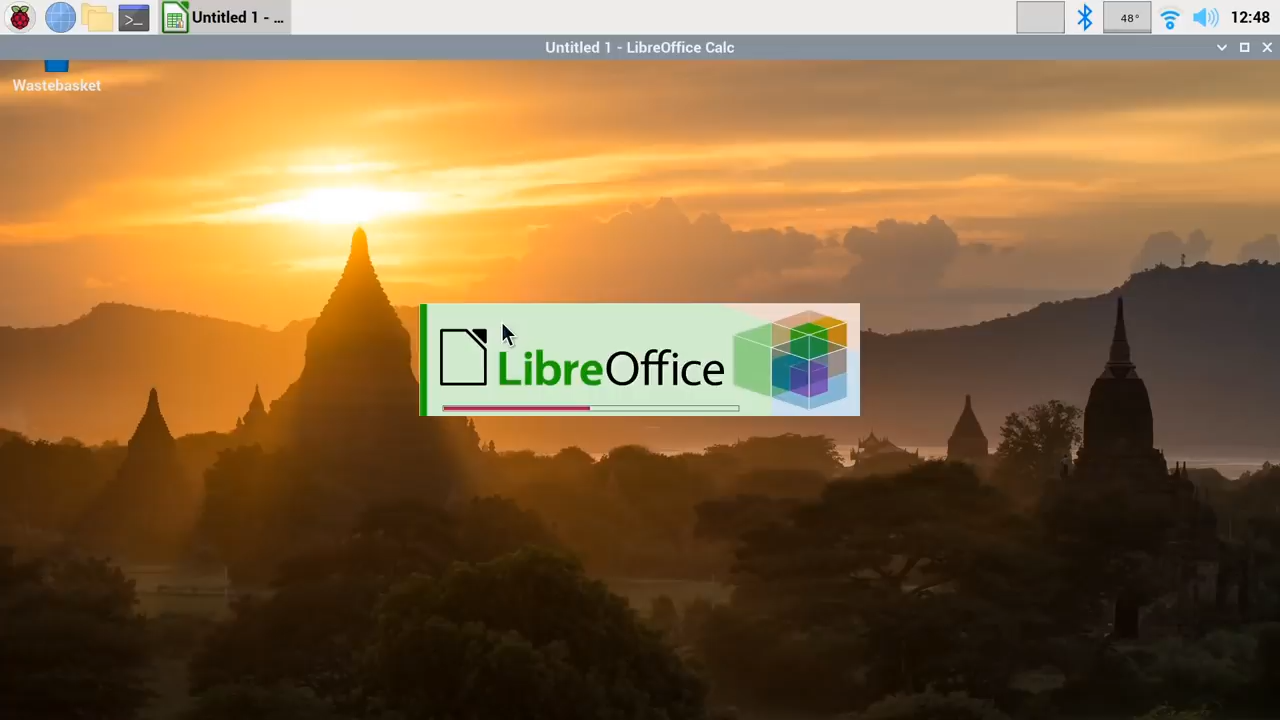 Untitled 1 - ...
48°
12:48
Untitled 1 - LibreOffice Calc
Wastebasket
LibreOffice